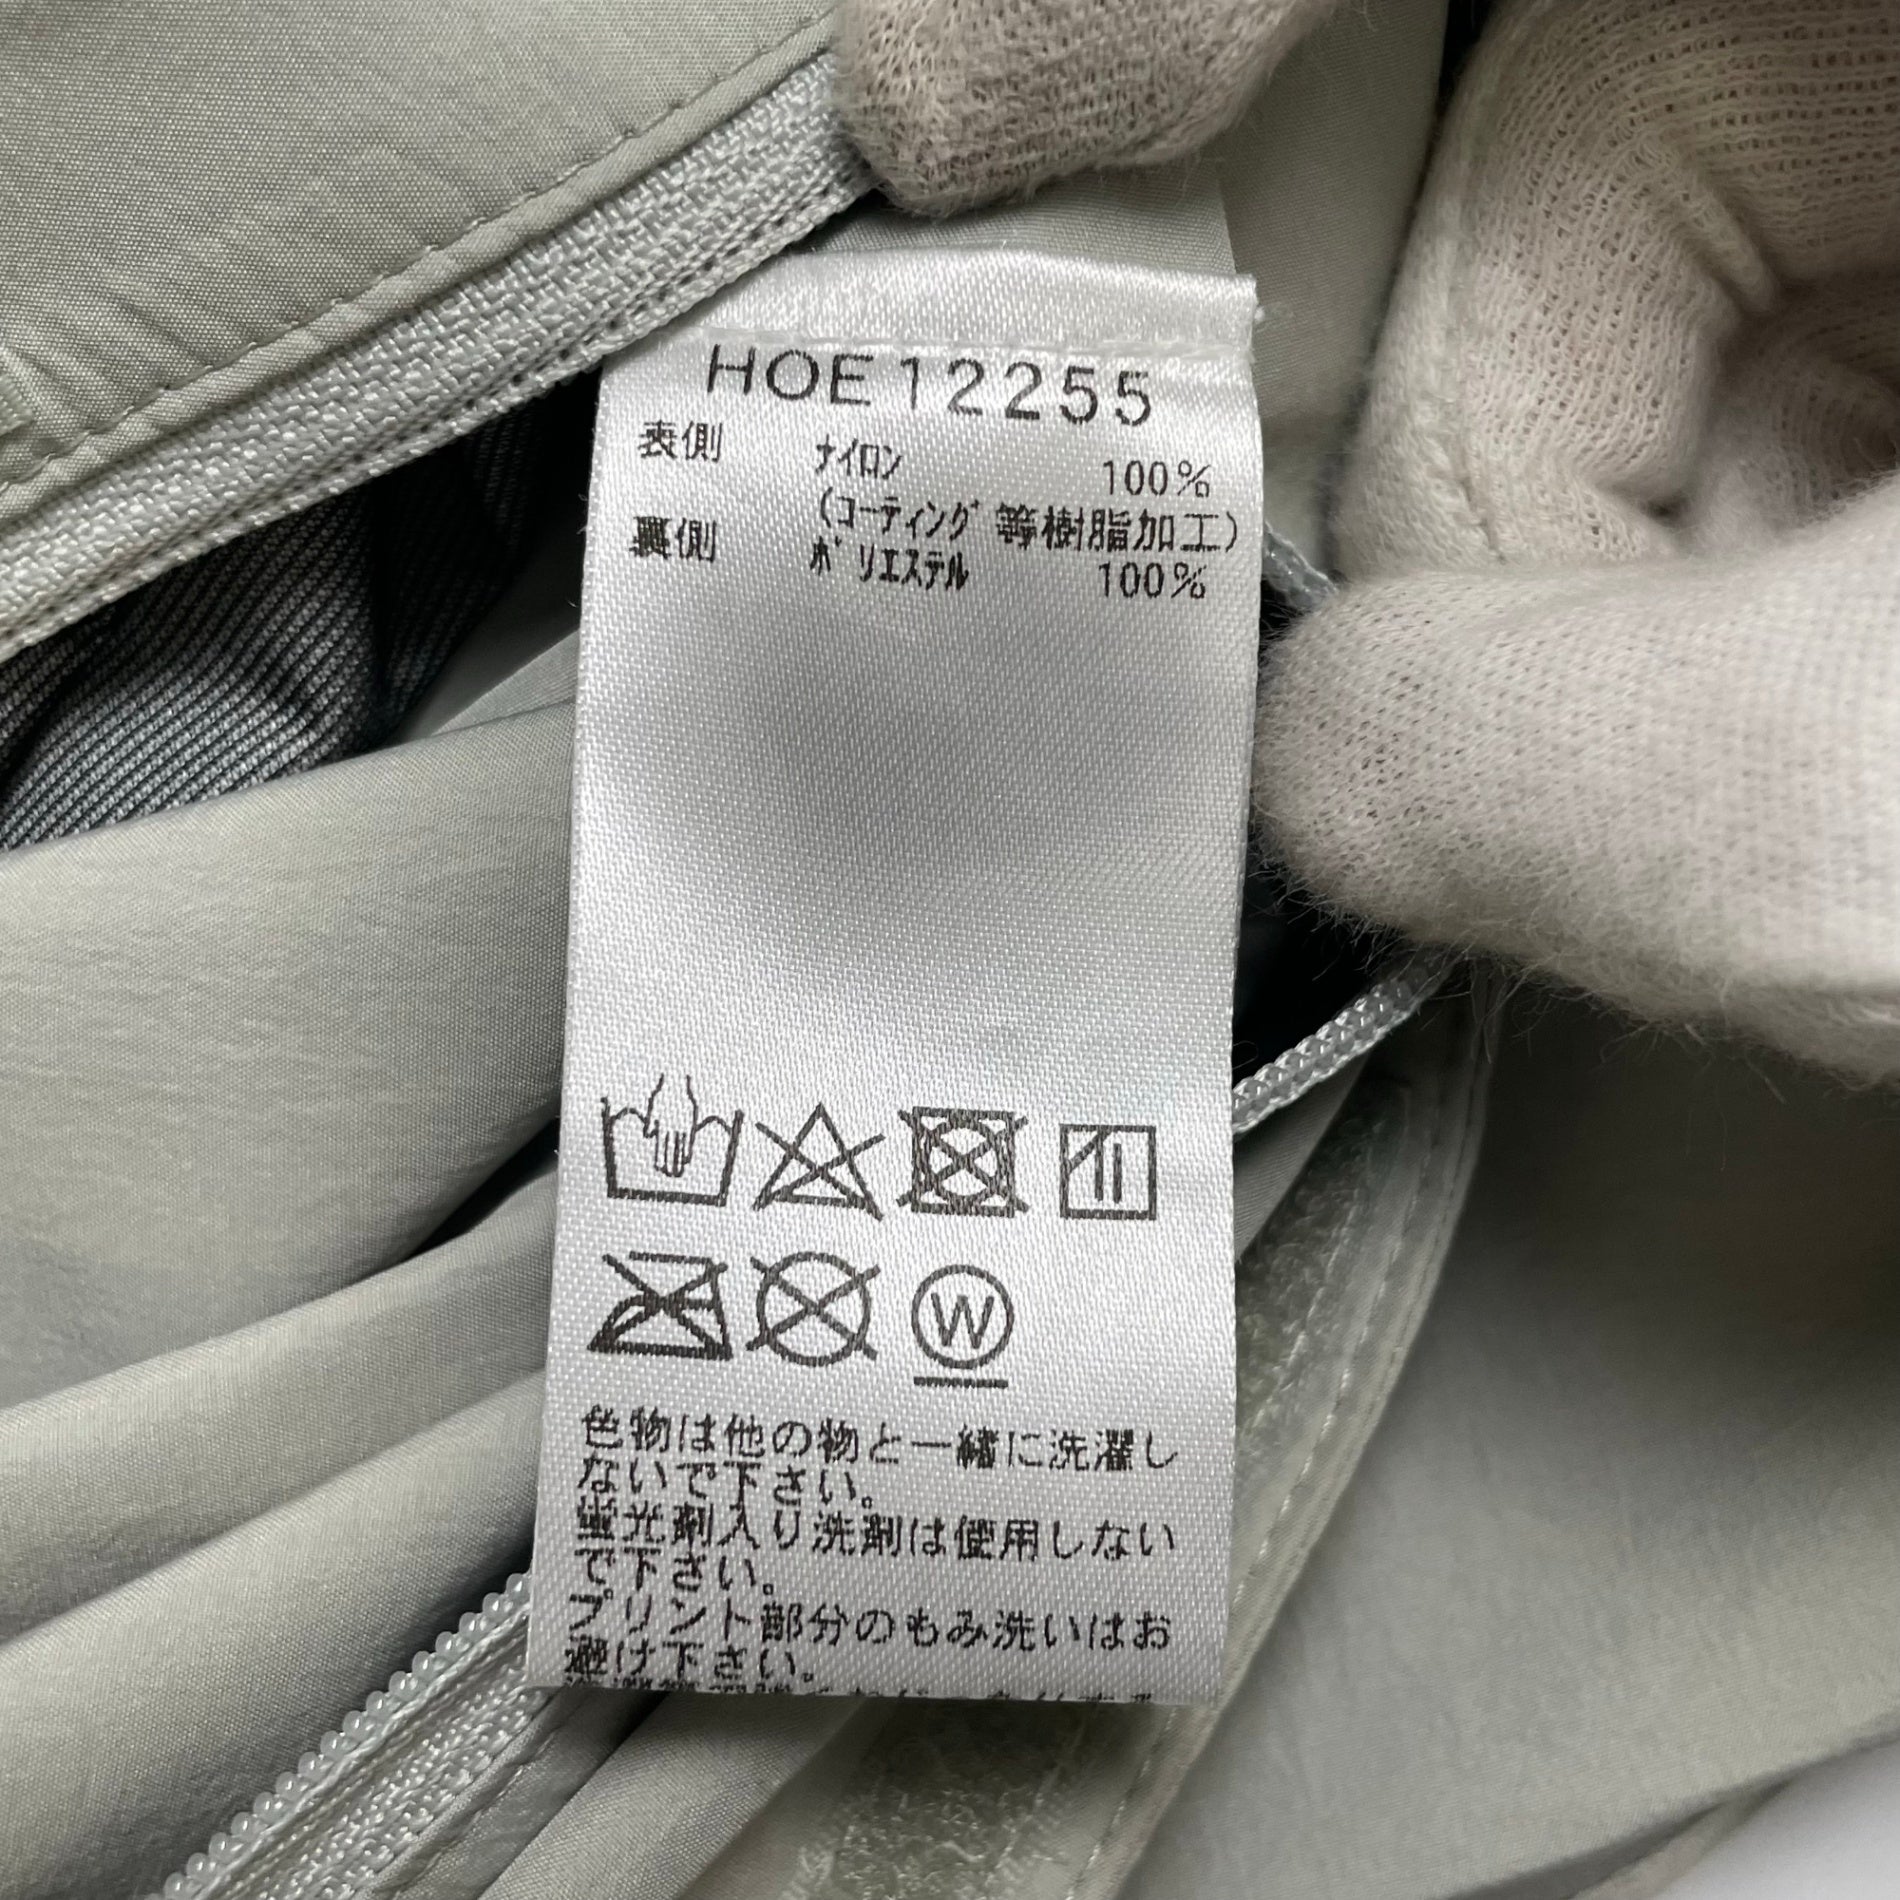 HOE12255
表側 ナイロン 100%
(コーティング等樹脂加工)
裏側 ポリエステル 100%
W
色物は他の物と一緒に洗濯し
ないで下さい。
蛍光剤入り洗剤は使用しない
で下さい。
プリント部分のもみ洗いはお
避け下さい。